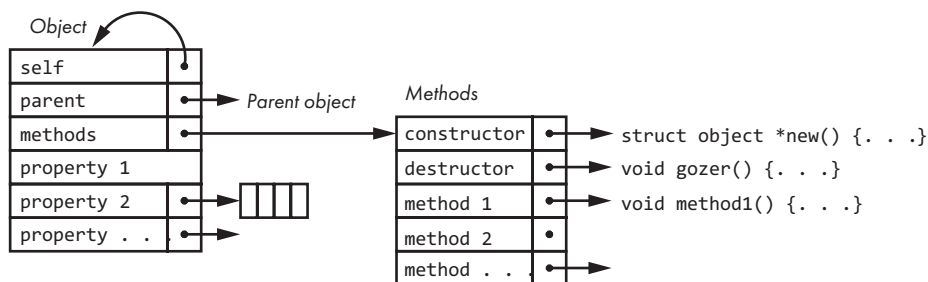 Object
self
parent
Parent object
methods
property 1
property 2
property . . .
Methods
constructor
struct object *new() {. . .}
destructor
void gozer() {. . .}
method 1
void method1() {. . .}
method 2
method . . .